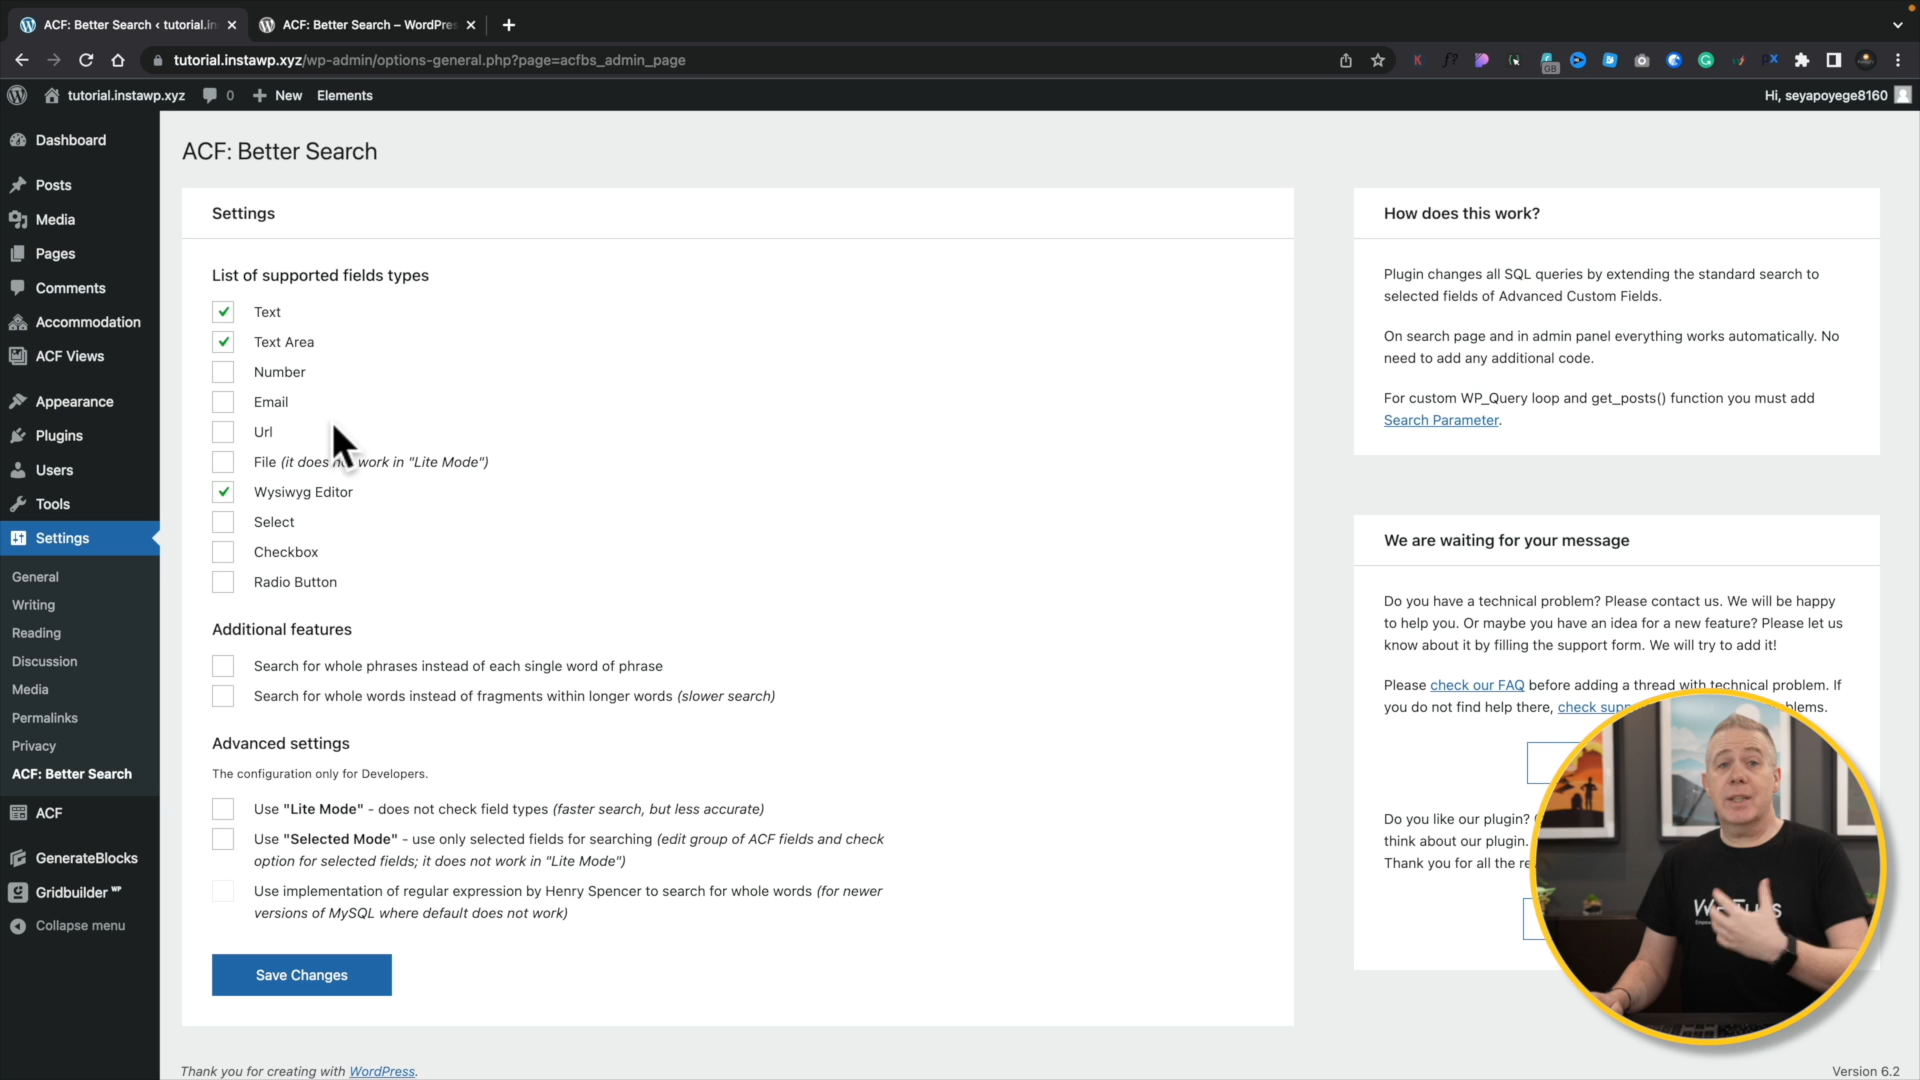 ACF: Better Search ‹ tutorial.in
ACF: Better Search – WordPres
tutorial.instawp.xyz/wp-admin/options-general.php?page=acfbs_admin_page
tutorial.instawp.xyz 0 New Elements
Hi, seyapoyege8160
Dashboard
Posts
Media
Pages
Comments
Accommodation
ACF Views
Appearance
Plugins
Users
Tools
Settings
General
Writing
Reading
Discussion
Media
Permalinks
Privacy
ACF: Better Search
ACF
GenerateBlocks
Gridbuilder WP
Collapse menu
ACF: Better Search
Settings
List of supported fields types
Text
Text Area
Number
Email
Url
File (it does work in "Lite Mode")
Wysiwyg Editor
Select
Checkbox
Radio Button
Additional features
Search for whole phrases instead of each single word of phrase
Search for whole words instead of fragments within longer words (slower search)
Advanced settings
The configuration only for Developers.
Use "Lite Mode" - does not check field types (faster search, but less accurate)
Use "Selected Mode" - use only selected fields for searching (edit group of ACF fields and check
option for selected fields; it does not work in "Lite Mode")
Use implementation of regular expression by Henry Spencer to search for whole words (for newer
versions of MySQL where default does not work)
Save Changes
How does this work?
Plugin changes all SQL queries by extending the standard search to
selected fields of Advanced Custom Fields.
On search page and in admin panel everything works automatically. No
need to add any additional code.
For custom WP_Query loop and get_posts() function you must add
Search Parameter.
We are waiting for your message
Do you have a technical problem? Please contact us. We will be happy
to help you. Or maybe you have an idea for a new feature? Please let us
know about it by filling the support form. We will try to add it!
Please check our FAQ before adding a thread with technical problem. If
you do not find help there, check
Do you like our plugin?
think about our plugin.
Thank you for all the
Thank you for creating with WordPress.
Version 6.2